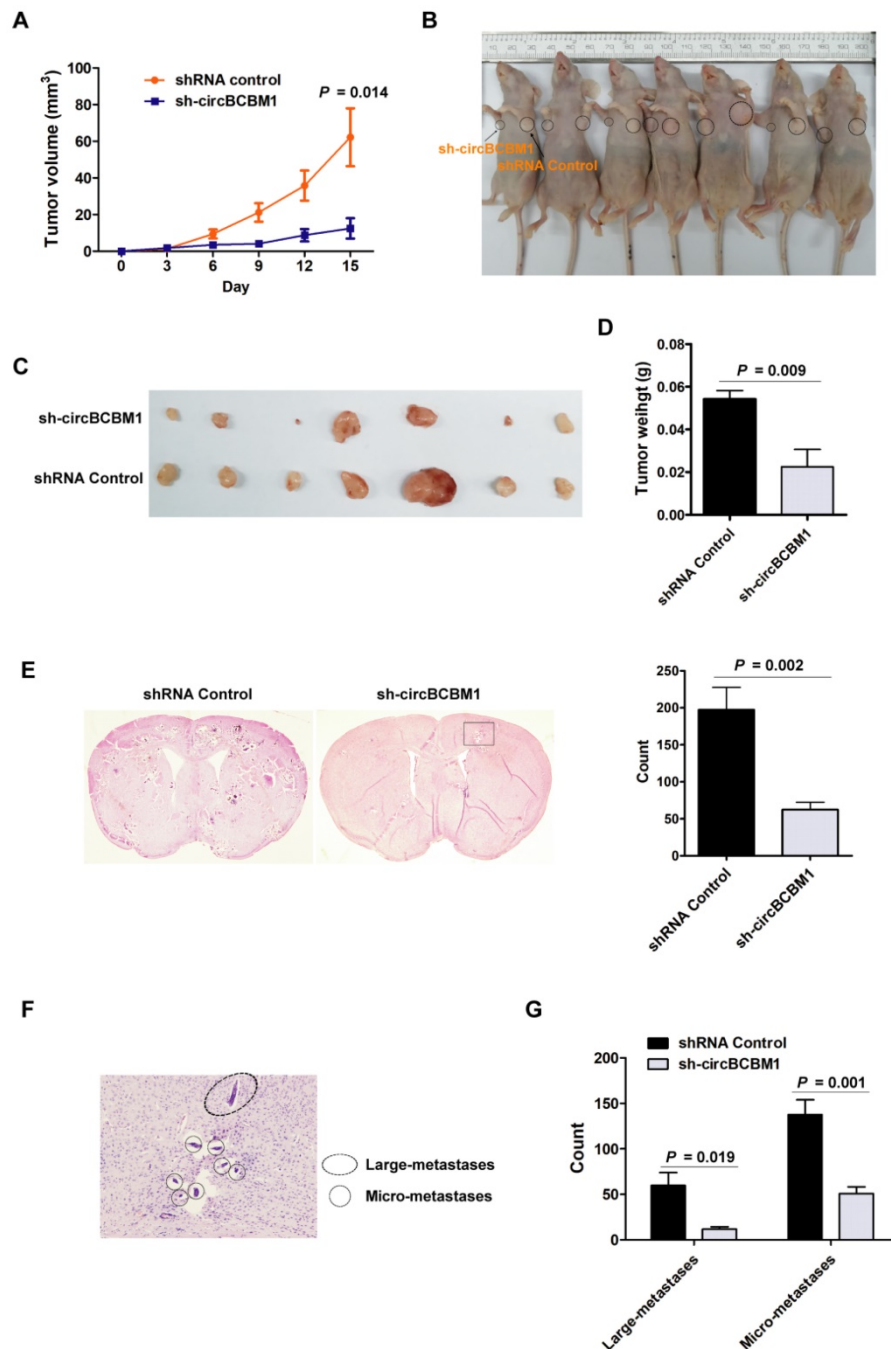 A
shRNA control
sh-circBCBM1
P = 0.014
Tumor volume (mm³)
100
80
60
40
20
0
0 3 6 9 12 15
Day
B
sh-circBCBM1
shRNA Control
C
sh-circBCBM1
shRNA Control
D
P = 0.009
Tumor weihgt (g)
0.08
0.06
0.04
0.02
0.00
shRNA Control
sh-circBCBM1
E
shRNA Control
sh-circBCBM1
P = 0.002
Count
250
200
150
100
50
0
shRNA Control
sh-circBCBM1
F
Large-metastases
Micro-metastases
G
shRNA Control
sh-circBCBM1
P = 0.019
P = 0.001
Count
200
150
100
50
0
Large-metastases
Micro-metastases